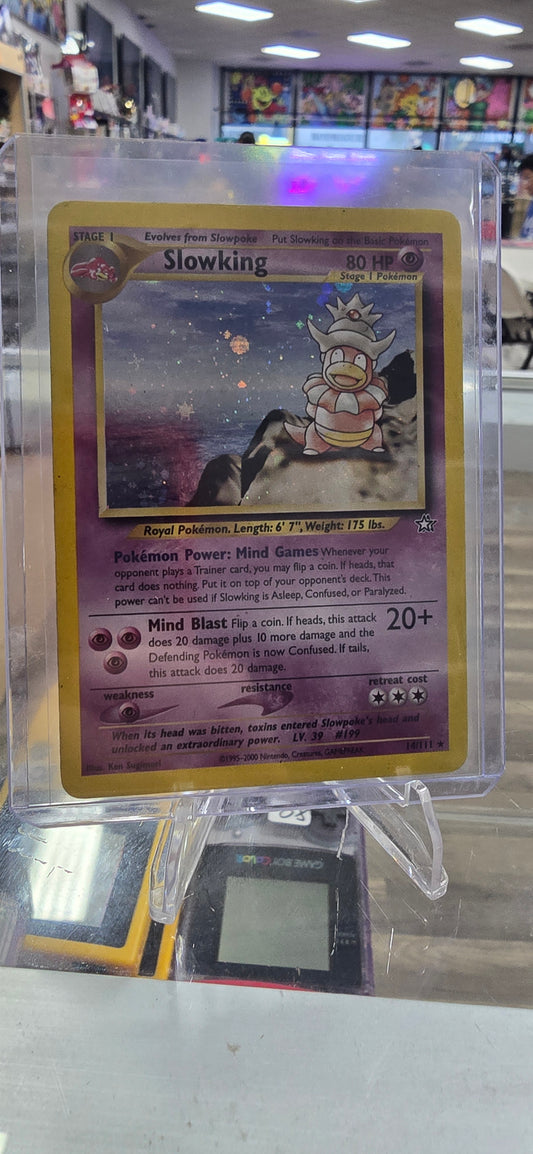 STAGE 1 Evolves from Slowpoke Put Slowking on the Basic Pokémon
Slowking 80 HP
Stage 1 Pokémon
Royal Pokémon. Length: 6' 7", Weight: 175 lbs.
Pokémon Power: Mind Games Whenever your
opponent plays a Trainer card, you may flip a coin. If heads, that
card does nothing. Put it on top of your opponent's deck. This
power can't be used if Slowking is Asleep, Confused, or Paralyzed.
Mind Blast Flip a coin. If heads, this attack 20+
does 20 damage plus 10 more damage and the
Defending Pokémon is now Confused. If tails,
this attack does 20 damage.
weakness resistance retreat cost
When its head was bitten, toxins entered Slowpoke's head and
unlocked an extraordinary power. LV. 39 #199
Illus. Ken Sugimori ©1995-2000 Nintendo, Creatures, GAMEFREAK. 14/111 ★
GAME BOY COLOR